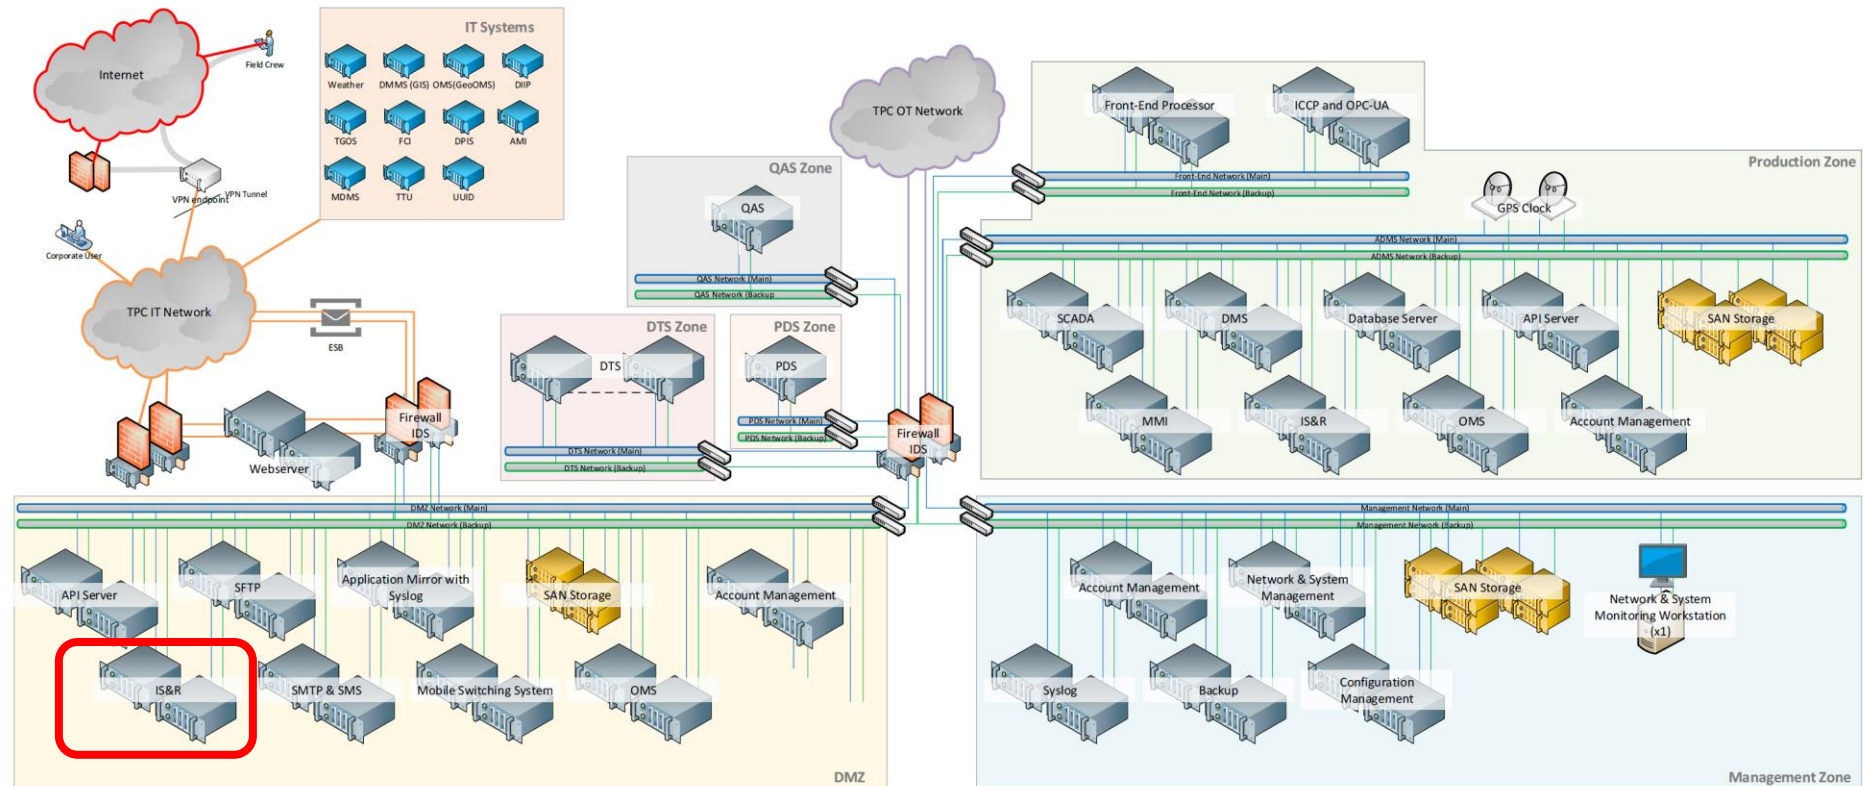 Internet
Field Crew
VPN endpoint
VPN Tunnel
Corporate User
TPC IT Network
ESB
Firewall
IDS
Webserver
IT Systems
Weather
DMMS (GIS)
OMS(GeoOMS)
DIIP
TGOS
FCI
DPIS
AMI
MDMS
TTU
UUID
TPC OT Network
QAS Zone
QAS
QAS Network (Main)
QAS Network (Backup
DTS Zone
DTS
DTS Network (Main)
DTS Network (Backup)
PDS Zone
PDS
PDS Network (Main)
PDS Network (Backup)
Firewall
IDS
Production Zone
Front-End Processor
ICCP and OPC-UA
Front-End Network (Main)
Front-End Network (Backup)
GPS Clock
ADMS Network (Main)
ADMS Network (Backup)
SCADA
DMS
Database Server
API Server
SAN Storage
MMI
IS&R
OMS
Account Management
DMZ Network (Main)
DMZ Network (Backup)
API Server
SFTP
Application Mirror with
Syslog
SAN Storage
Account Management
IS&R
SMTP & SMS
Mobile Switching System
OMS
DMZ
Management Network (Main)
Management Network (Backup)
Account Management
Network & System
Management
SAN Storage
Network & System
Monitoring Workstation
(x1)
Syslog
Backup
Configuration
Management
Management Zone